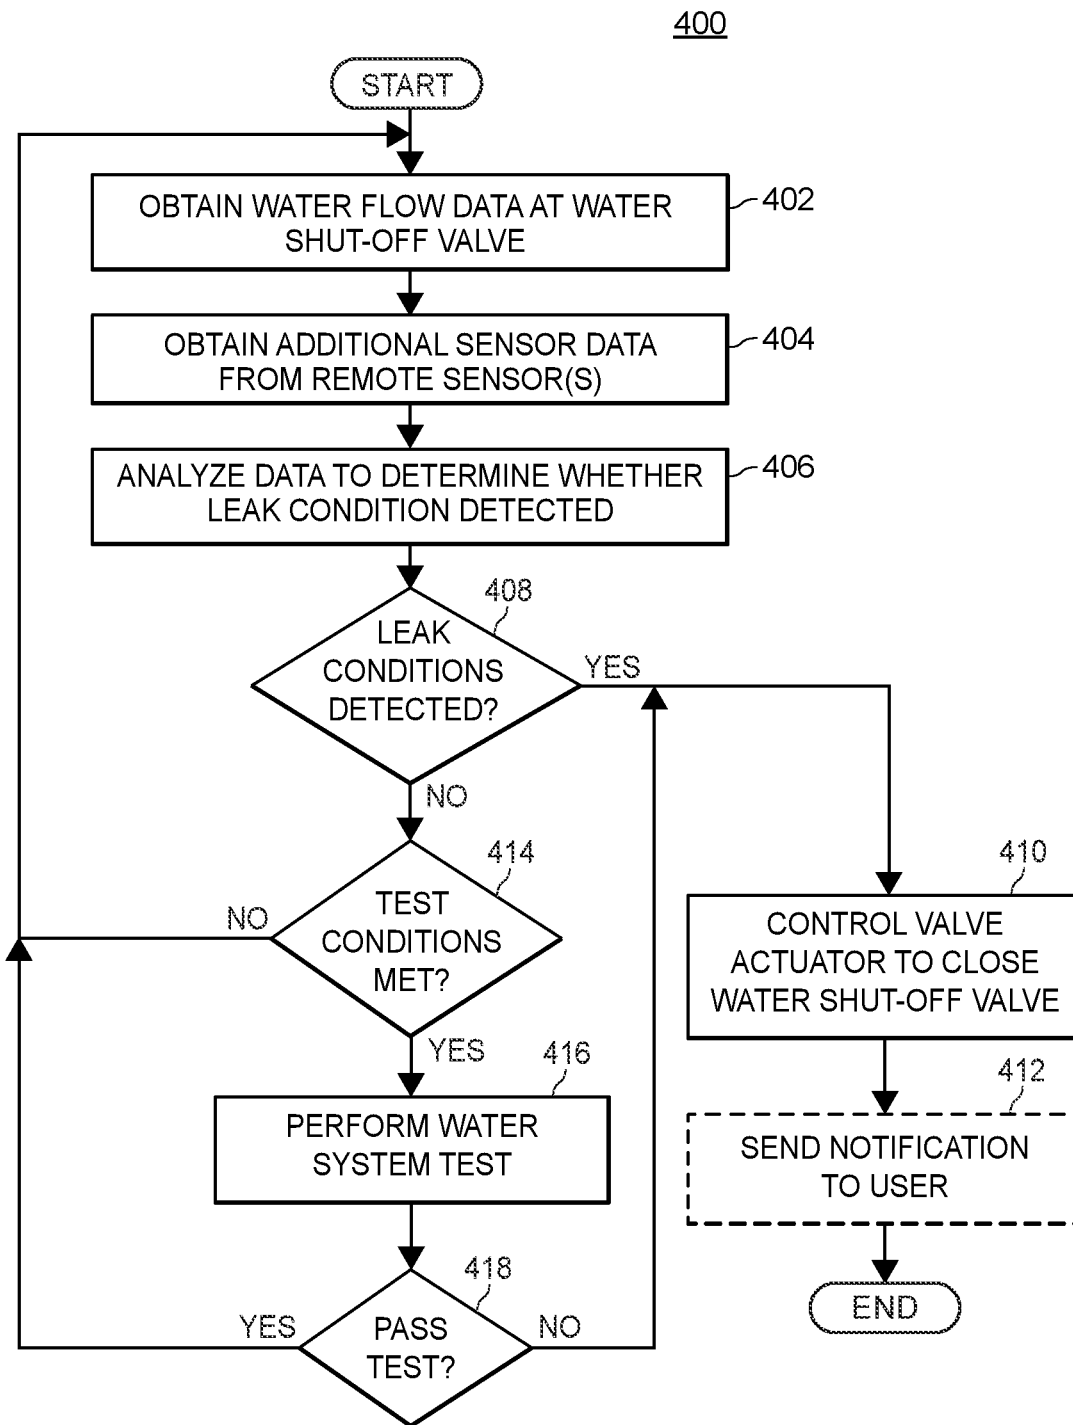 400
START
OBTAIN WATER FLOW DATA AT WATER
SHUT-OFF VALVE
402
OBTAIN ADDITIONAL SENSOR DATA
FROM REMOTE SENSOR(S)
404
ANALYZE DATA TO DETERMINE WHETHER
LEAK CONDITION DETECTED
406
408
LEAK
CONDITIONS
DETECTED?
YES
NO
414
TEST
CONDITIONS
MET?
NO
YES
416
PERFORM WATER
SYSTEM TEST
418
PASS
TEST?
YES
NO
410
CONTROL VALVE
ACTUATOR TO CLOSE
WATER SHUT-OFF VALVE
412
SEND NOTIFICATION
TO USER
END